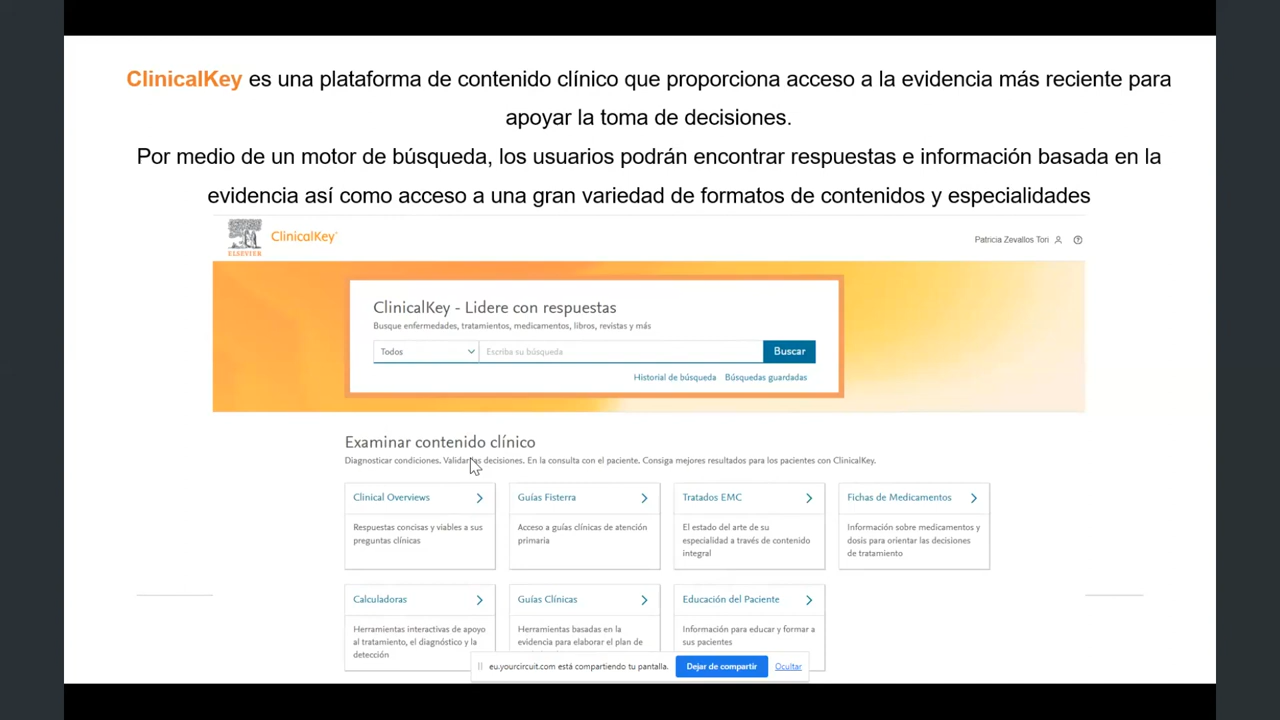 ClinicalKey es una plataforma de contenido clínico que proporciona acceso a la evidencia más reciente para
apoyar la toma de decisiones.
Por medio de un motor de búsqueda, los usuarios podrán encontrar respuestas e información basada en la
evidencia así como acceso a una gran variedad de formatos de contenidos y especialidades
ELSEVIER
ClinicalKey
Patricia Zevallos Tori
ClinicalKey - Lidere con respuestas
Busque enfermedades, tratamientos, medicamentos, libros, revistas y más
Todos
Escriba su búsqueda
Buscar
Historial de búsqueda
Búsquedas guardadas
Examinar contenido clínico
Diagnosticar condiciones. Validar las decisiones. En la consulta con el paciente. Consiga mejores resultados para los pacientes con ClinicalKey.
Clinical Overviews
Respuestas concisas y viables a sus
preguntas clínicas
Guías Fisterra
Acceso a guías clínicas de atención
primaria
Tratados EMC
El estado del arte de su
especialidad a través de contenido
integral
Fichas de Medicamentos
Información sobre medicamentos y
dosis para orientar las decisiones
de tratamiento
Calculadoras
Herramientas interactivas de apoyo
al tratamiento, el diagnóstico y la
detección
Guías Clínicas
Herramientas basadas en la
evidencia para elaborar el plan de
Educación del Paciente
Información para educar y formar a
sus pacientes
eu.yourcircuit.com está compartiendo tu pantalla.
Dejar de compartir
Ocultar